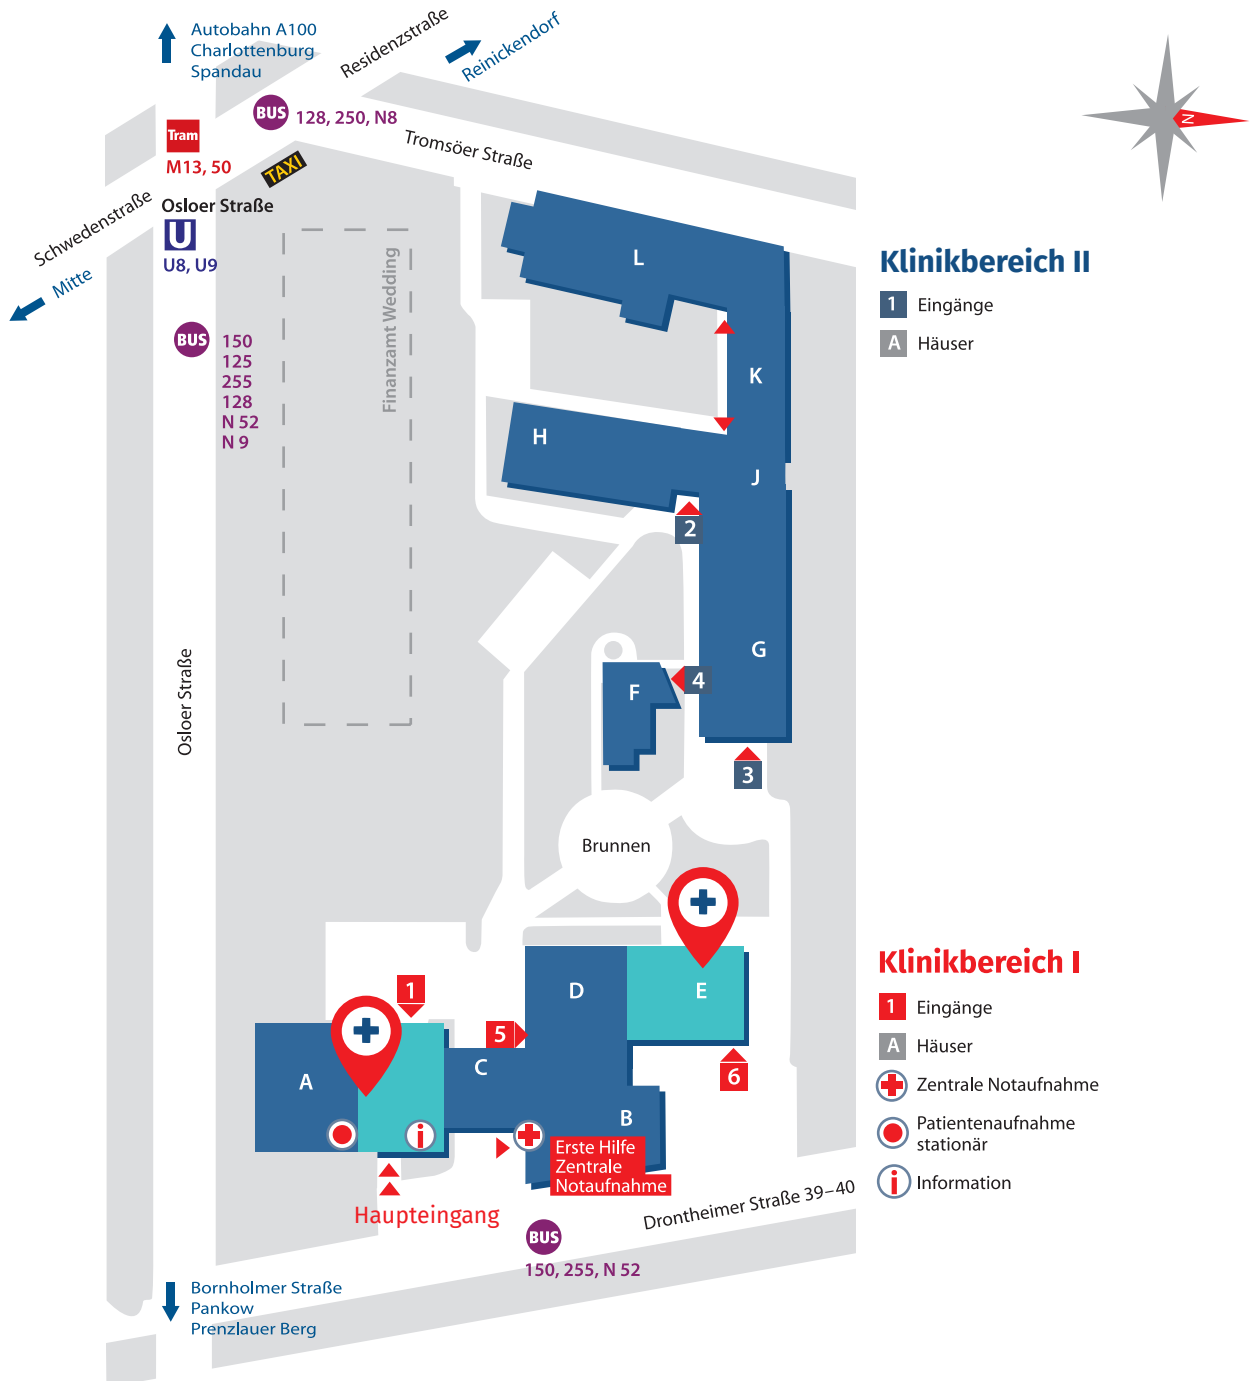 Autobahn A100
Charlottenburg
Spandau
Residenzstraße
Reinickendorf
BUS
128, 250, N8
Tram
M13, 50
TAXI
Tromsöer Straße
N
Schwedenstraße
Osloer Straße
U
U8, U9
Mitte
BUS
150
125
255
128
N 52
N 9
Finanzamt Wedding
L
K
H
J
2
G
F
4
3
Klinikbereich II
1 Eingänge
A Häuser
Osloer Straße
Brunnen
D
E
1
5
6
A
C
B
i
Erste Hilfe
Zentrale
Notaufnahme
Haupteingang
Drontheimer Straße 39–40
BUS
150, 255, N 52
Klinikbereich I
1 Eingänge
A Häuser
Zentrale Notaufnahme
Patientenaufnahme
stationär
i Information
Bornholmer Straße
Pankow
Prenzlauer Berg